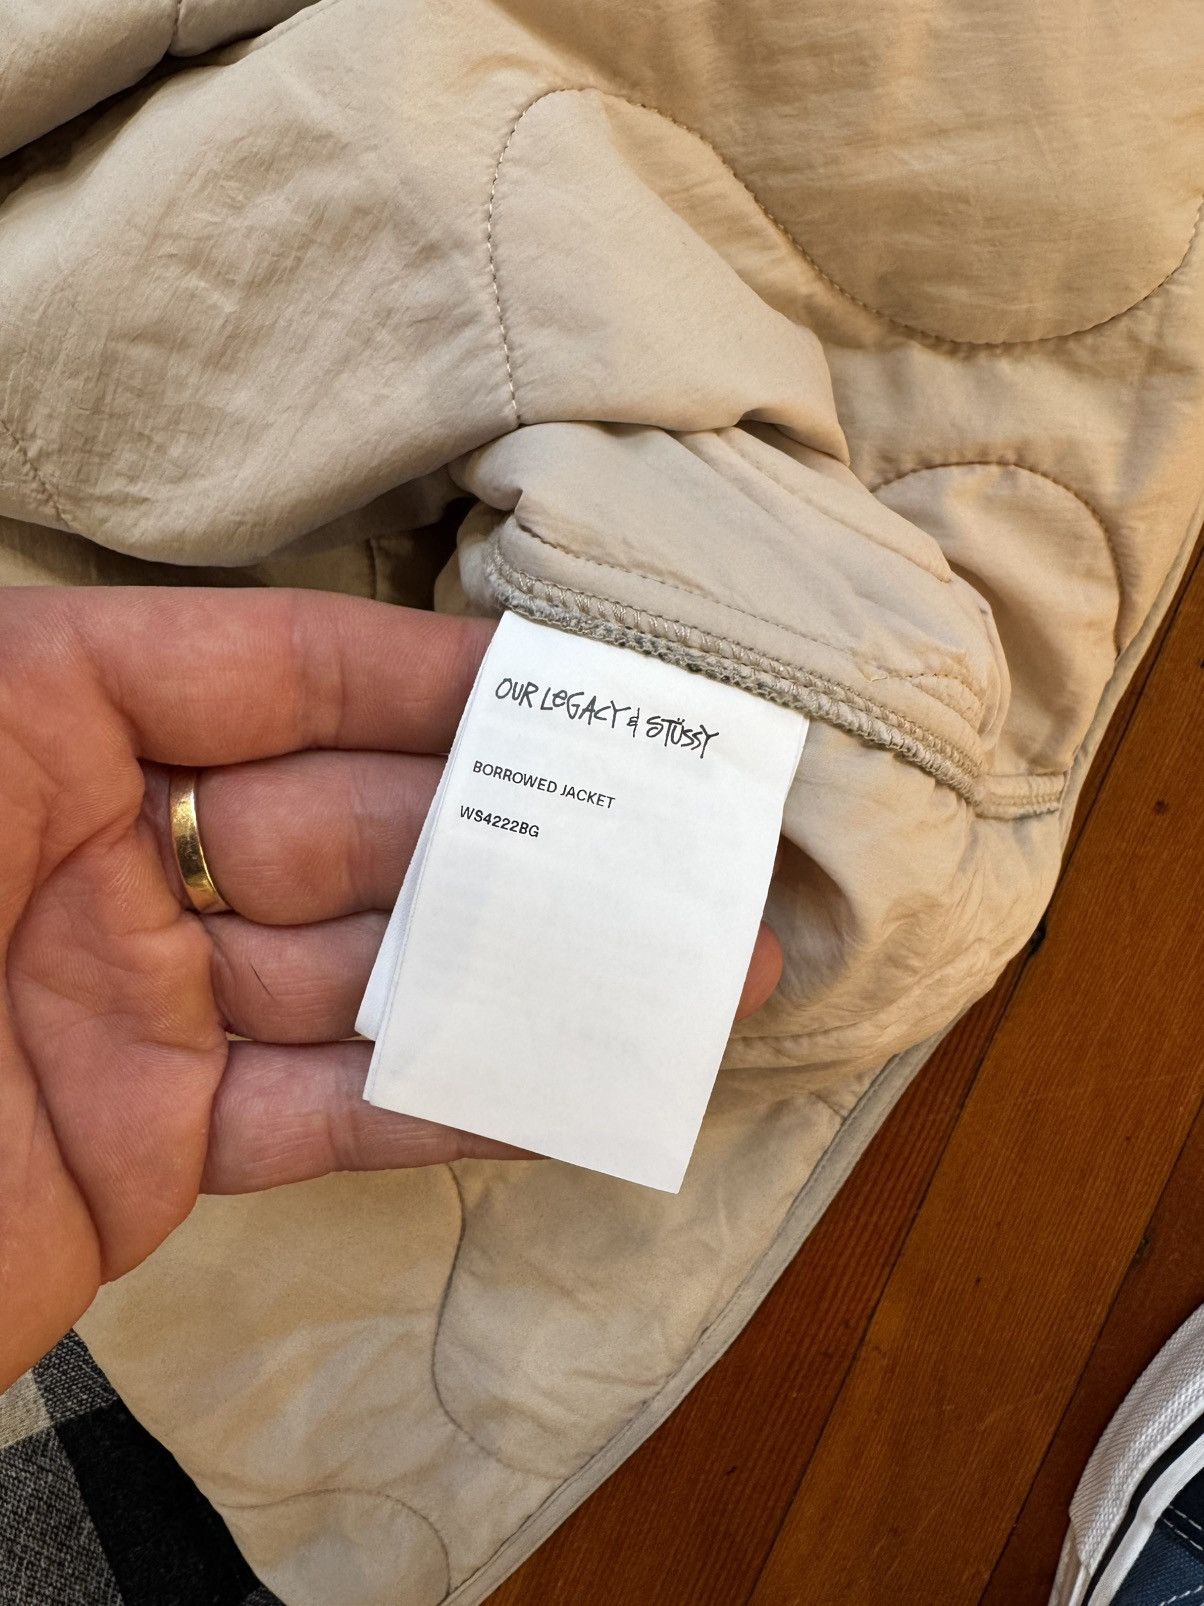 OUR LEGACY & STÜSSY
BORROWED JACKET
WS4222BG